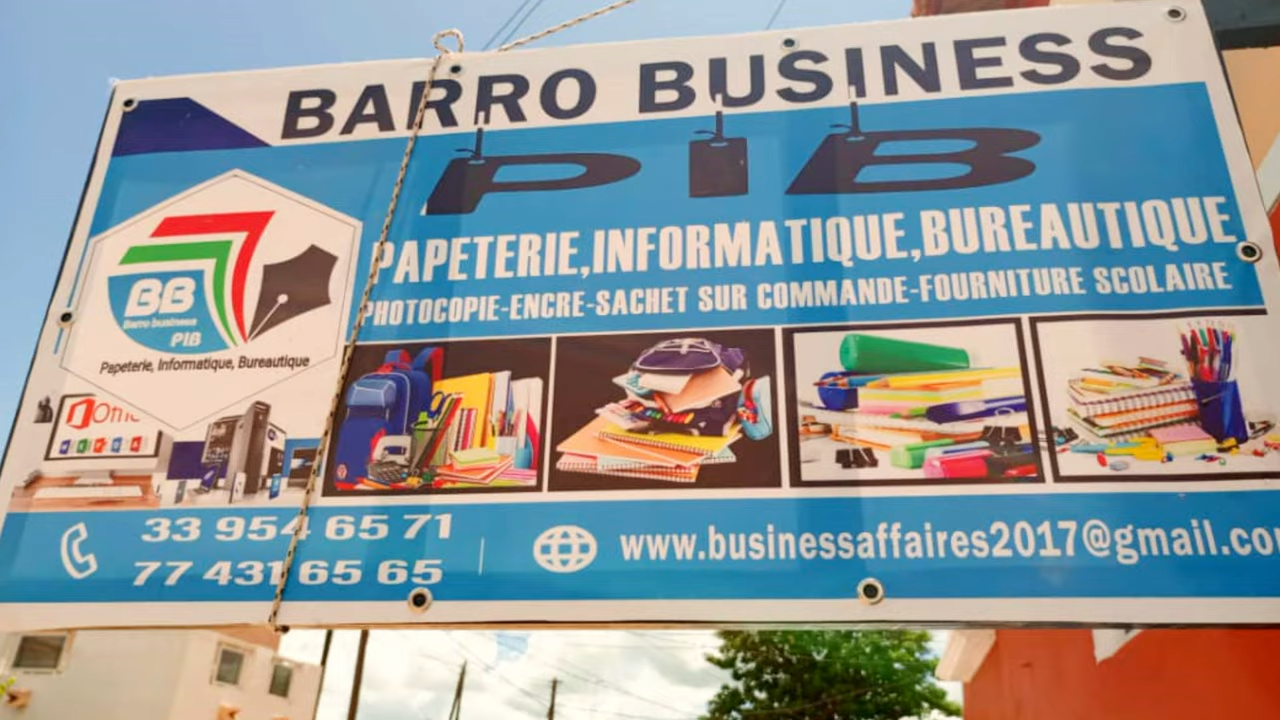 BARRO BUSINESS
PIB
PAPETERIE,INFORMATIQUE,BUREAUTIQUE
PHOTOCOPIE-ENCRE-SACHET SUR COMMANDE-FOURNITURE SCOLAIRE
BB
Barro business
PIB
Papeterie, Informatique, Bureautique
Office
33 954 65 71
77 431 65 65
www.businessaffaires2017@gmail.co